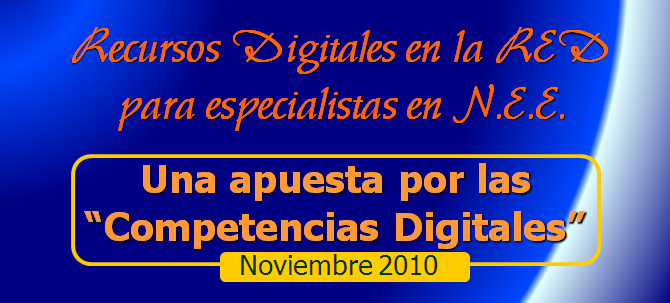 Recursos Digitales en la RED
para especialistas en N.E.E.
Una apuesta por las
“Competencias Digitales”
Noviembre 2010